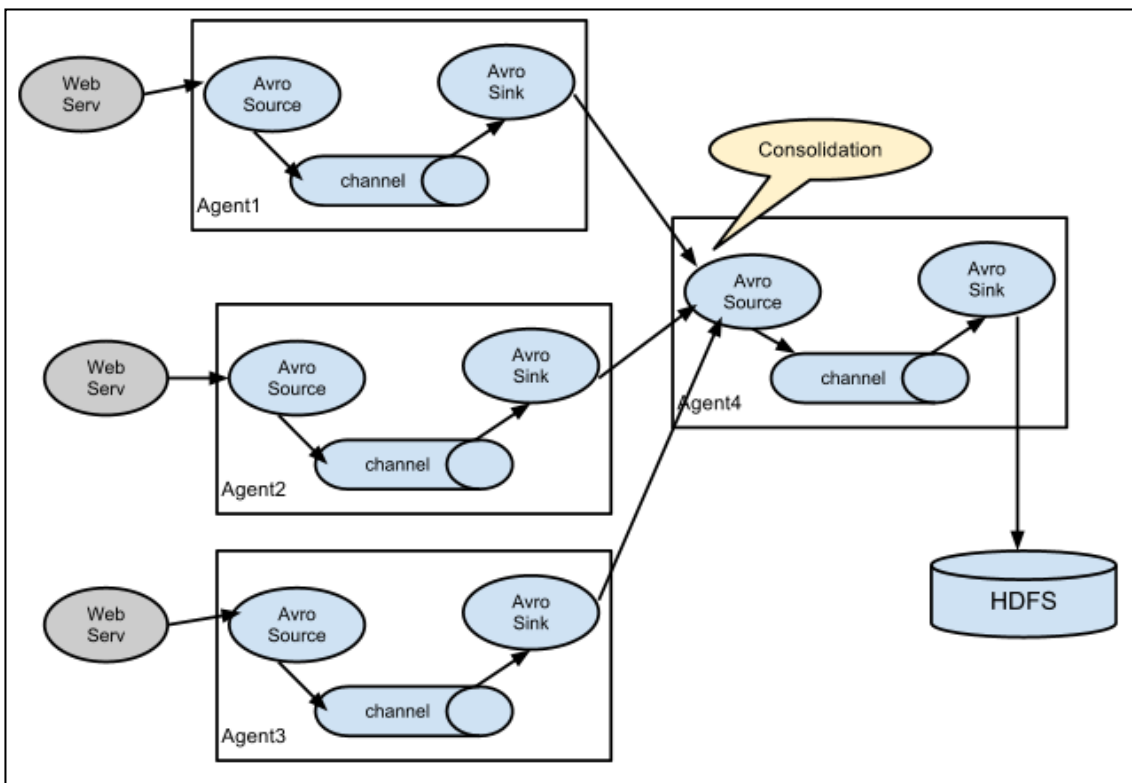 Web
Serv
Avro
Source
Avro
Sink
channel
Agent1
Consolidation
Avro
Source
Avro
Sink
channel
Agent4
Web
Serv
Avro
Source
Avro
Sink
channel
Agent2
HDFS
Web
Serv
Avro
Source
Avro
Sink
channel
Agent3